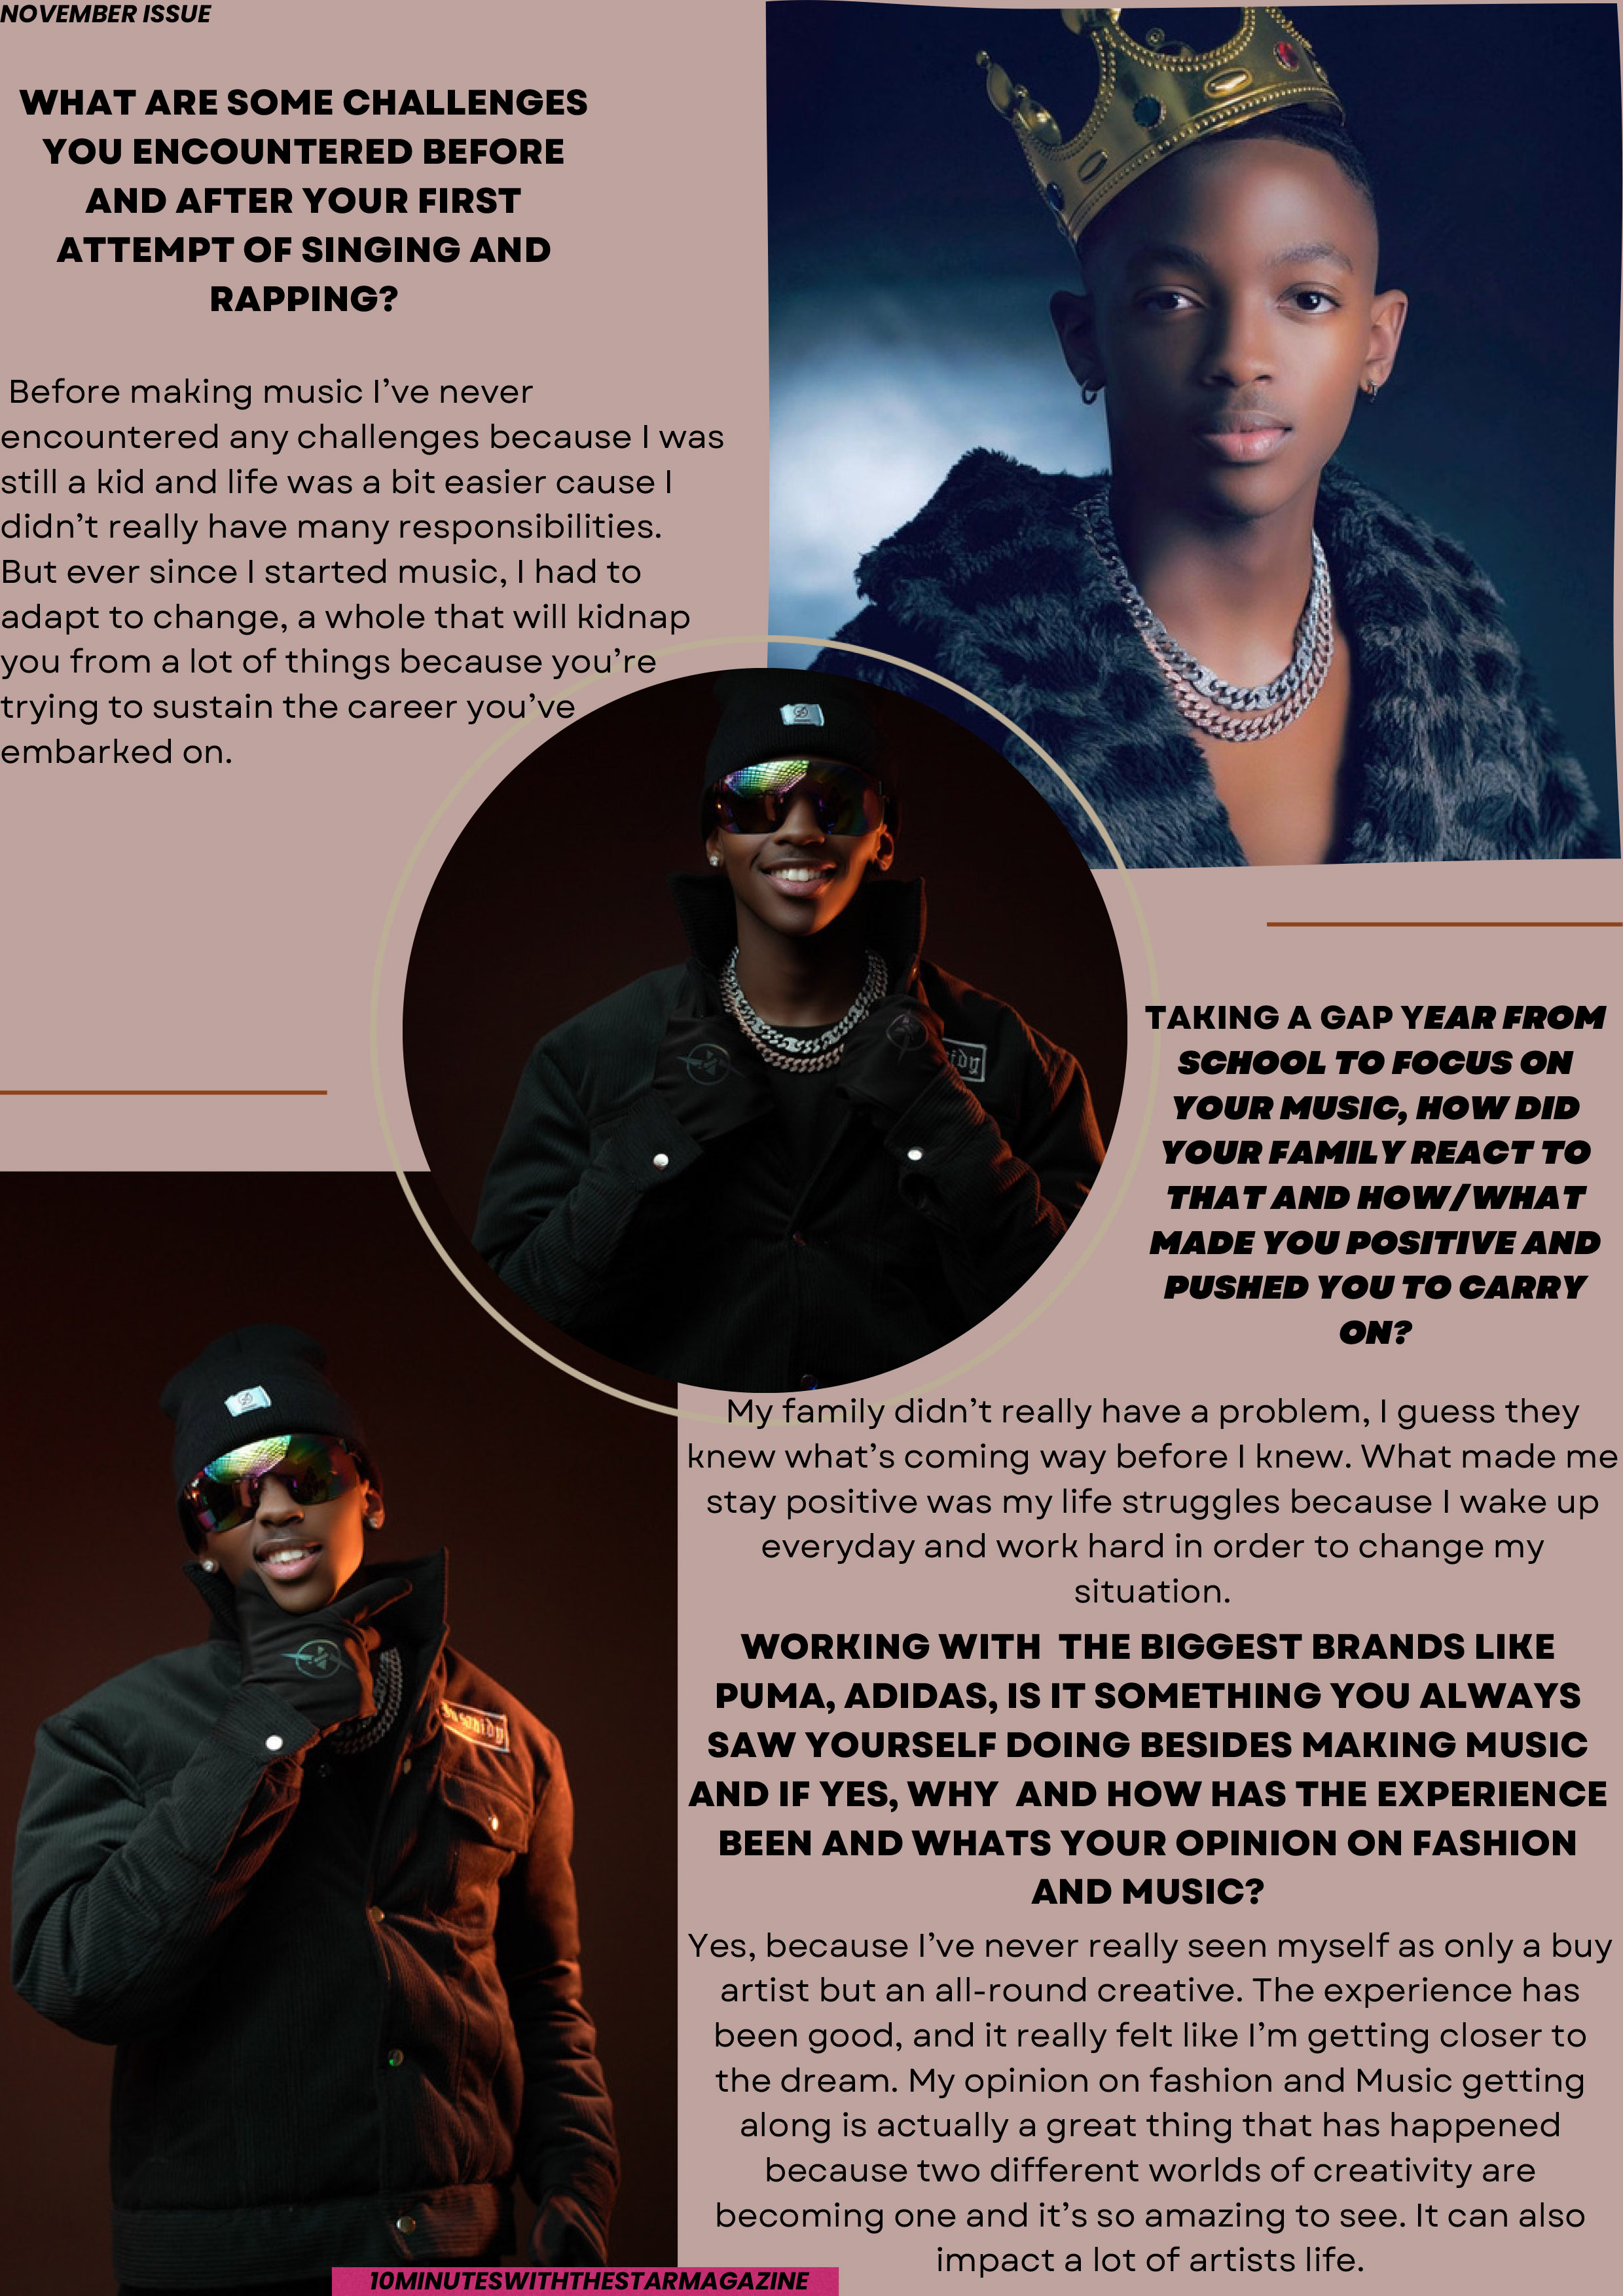 NOVEMBER ISSUE
WHAT ARE SOME CHALLENGES
YOU ENCOUNTERED BEFORE
AND AFTER YOUR FIRST
ATTEMPT OF SINGING AND
RAPPING?
Before making music I’ve never
encountered any challenges because I was
still a kid and life was a bit easier cause I
didn’t really have many responsibilities.
But ever since I started music, I had to
adapt to change, a whole that will kidnap
you from a lot of things because you’re
trying to sustain the career you’ve
embarked on.
TAKING A GAP YEAR FROM
SCHOOL TO FOCUS ON
YOUR MUSIC, HOW DID
YOUR FAMILY REACT TO
THAT AND HOW/WHAT
MADE YOU POSITIVE AND
PUSHED YOU TO CARRY
ON?
My family didn’t really have a problem, I guess they
knew what’s coming way before I knew. What made me
stay positive was my life struggles because I wake up
everyday and work hard in order to change my
situation.
WORKING WITH  THE BIGGEST BRANDS LIKE
PUMA, ADIDAS, IS IT SOMETHING YOU ALWAYS
SAW YOURSELF DOING BESIDES MAKING MUSIC
AND IF YES, WHY  AND HOW HAS THE EXPERIENCE
BEEN AND WHATS YOUR OPINION ON FASHION
AND MUSIC?
Yes, because I’ve never really seen myself as only a buy
artist but an all-round creative. The experience has
been good, and it really felt like I’m getting closer to
the dream. My opinion on fashion and Music getting
along is actually a great thing that has happened
because two different worlds of creativity are
becoming one and it’s so amazing to see. It can also
impact a lot of artists life.
10MINUTESWITHTHESTARMAGAZINE